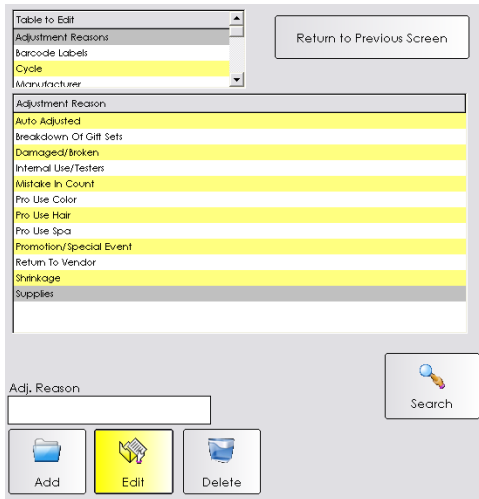 Table to Edit
Adjustment Reasons
Barcode Labels
Cycle
Manufacturer
Return to Previous Screen
Adjustment Reason
Auto Adjusted
Breakdown Of Gift Sets
Damaged/Broken
Internal Use/Testers
Mistake In Count
Pro Use Color
Pro Use Hair
Pro Use Spa
Promotion/Special Event
Return To Vendor
Shrinkage
Supplies
Adj. Reason
Search
Add
Edit
Delete